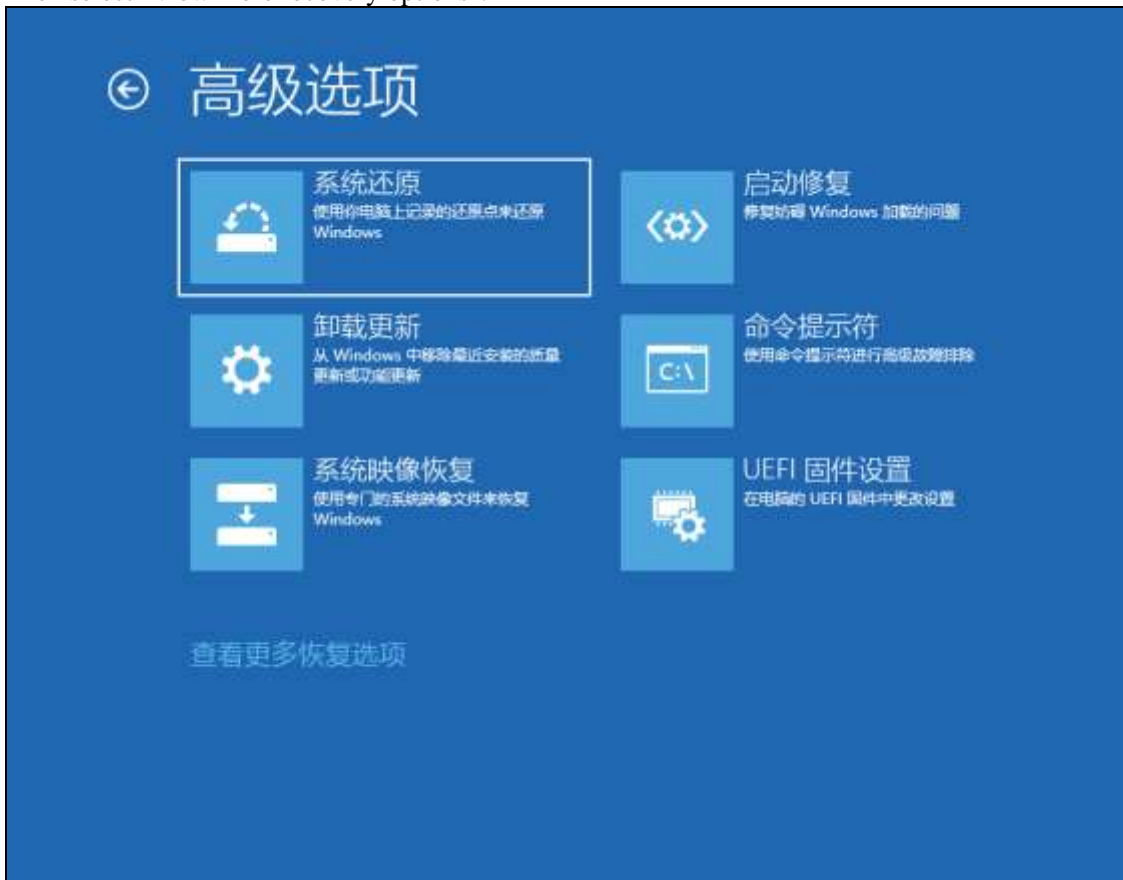 高级选项
系统还原
使用你电脑上记录的还原点来还原
Windows
启动修复
修复妨碍 Windows 加载的问题
卸载更新
从 Windows 中移除最近安装的质量
更新或功能更新
命令提示符
使用命令提示符进行高级故障排除
C:\
系统映像恢复
使用专门的系统映像文件来恢复
Windows
UEFI 固件设置
在电脑的 UEFI 固件中更改设置
查看更多恢复选项